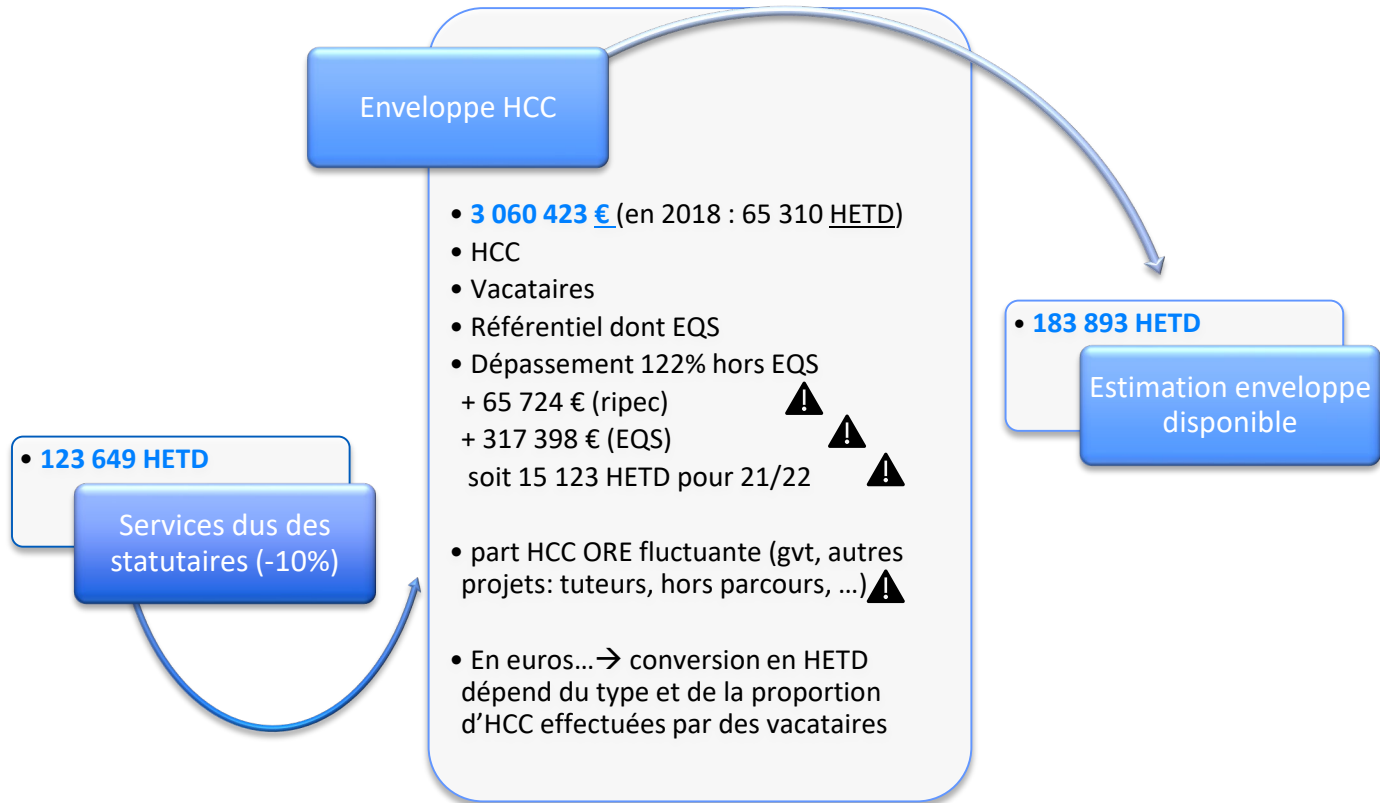 Enveloppe HCC
• 3 060 423 € (en 2018 : 65 310 HETD)
• HCC
• Vacataires
• Référentiel dont EQS
• Dépassement 122% hors EQS
+ 65 724 € (ripec)
+ 317 398 € (EQS)
soit 15 123 HETD pour 21/22
• part HCC ORE fluctuante (gvt, autres
projets: tuteurs, hors parcours, …)
• En euros…→ conversion en HETD
dépend du type et de la proportion
d’HCC effectuées par des vacataires
• 123 649 HETD
Services dus des
statutaires (-10%)
• 183 893 HETD
Estimation enveloppe
disponible